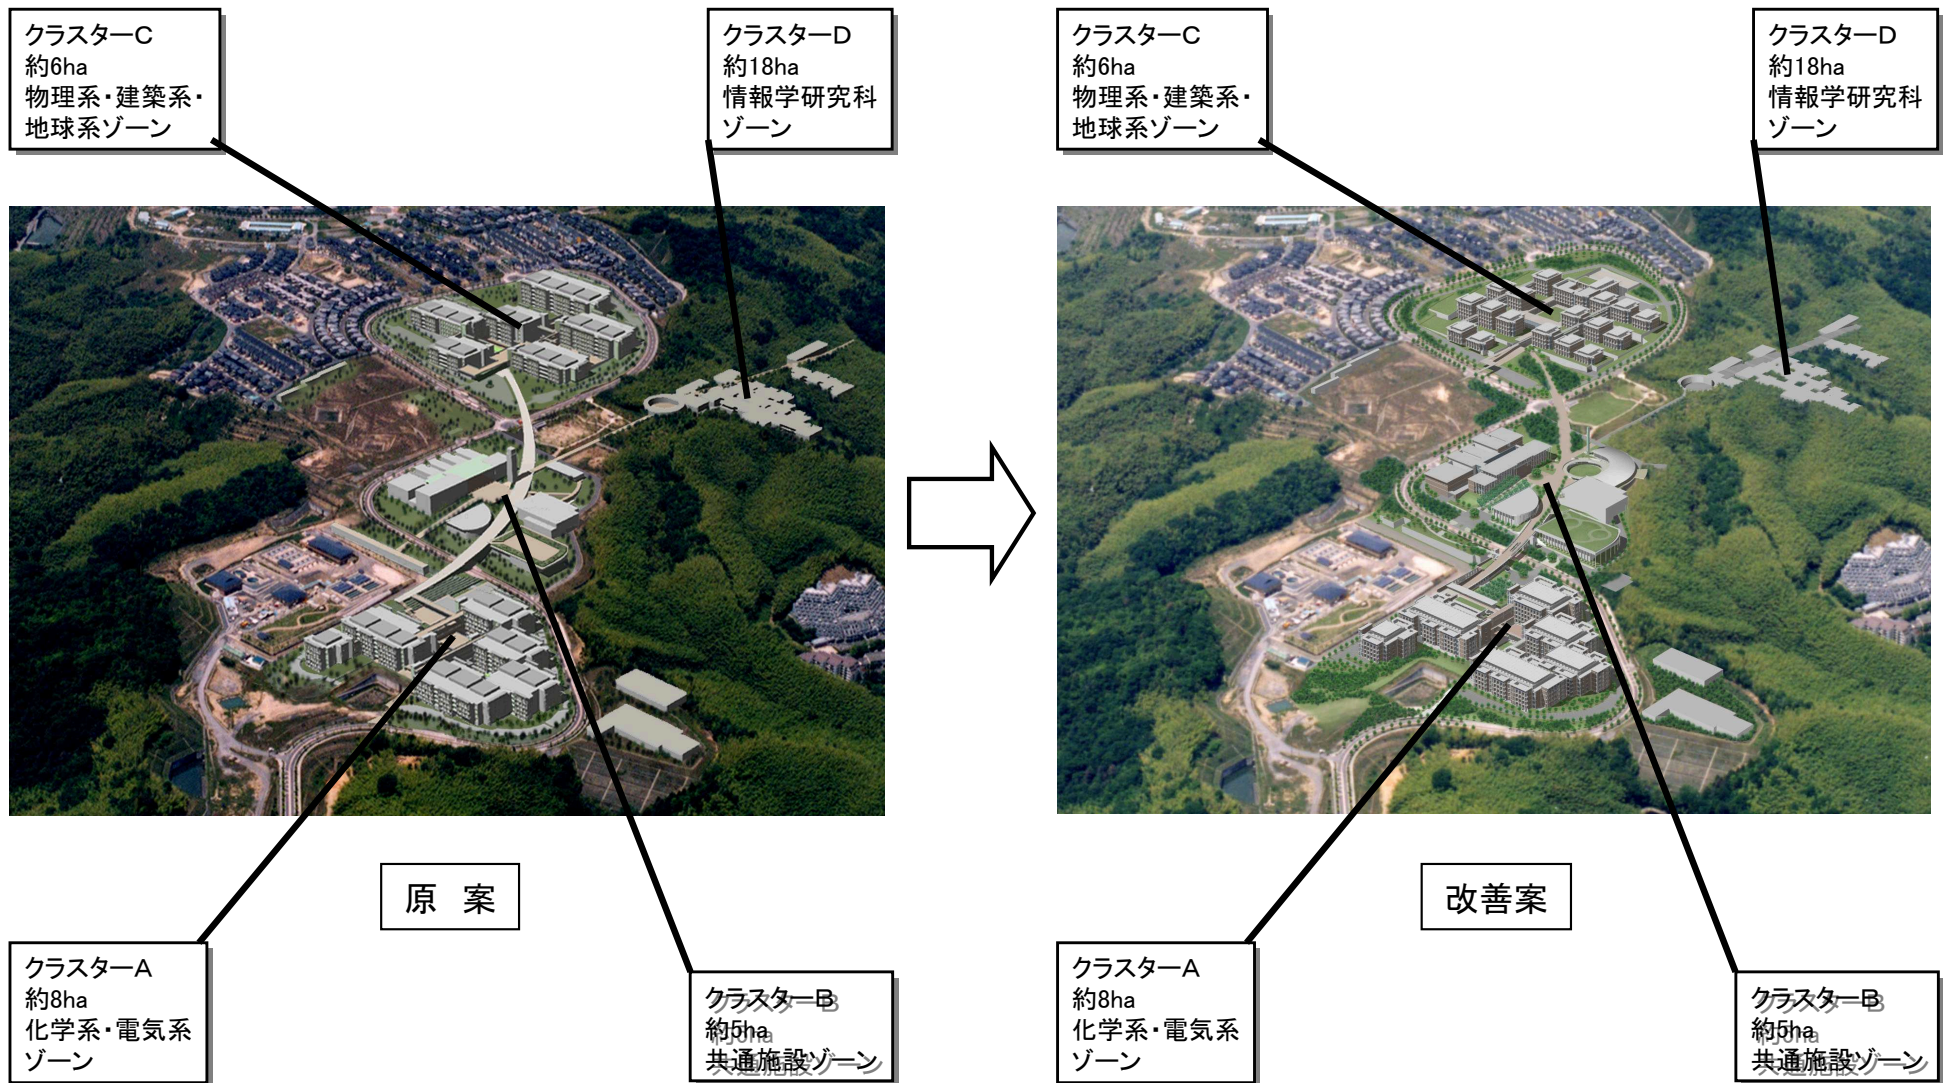 クラスターC
約6ha
物理系・建築系・
地球系ゾーン
クラスターD
約18ha
情報学研究科
ゾーン
クラスターC
約6ha
物理系・建築系・
地球系ゾーン
クラスターD
約18ha
情報学研究科
ゾーン
原　案
改善案
クラスターA
約8ha
化学系・電気系
ゾーン
クラスターB
約5ha
共通施設ゾーン
クラスターA
約8ha
化学系・電気系
ゾーン
クラスターB
約5ha
共通施設ゾーン